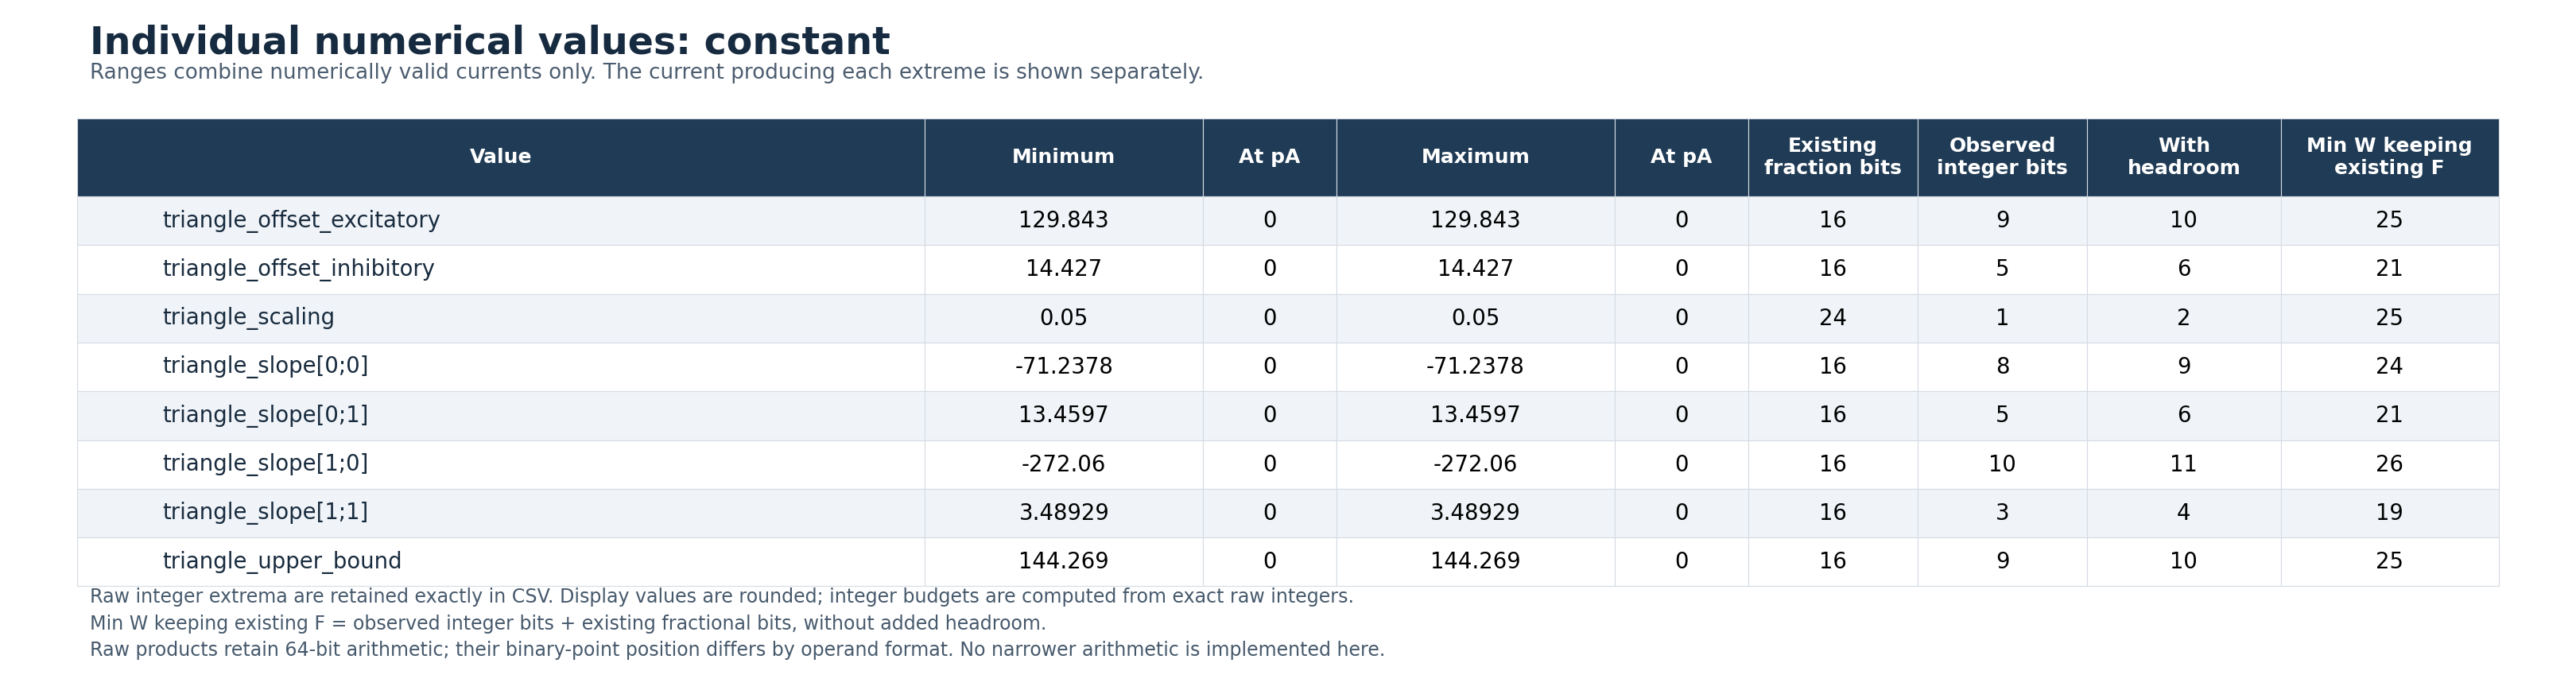 Individual numerical values: constant
Ranges combine numerically valid currents only. The current producing each extreme is shown separately.
Value Minimum At pA Maximum At pA Existing fraction bits Observed integer bits With headroom Min W keeping existing F
triangle_offset_excitatory 129.843 0 129.843 0 16 9 10 25
triangle_offset_inhibitory 14.427 0 14.427 0 16 5 6 21
triangle_scaling 0.05 0 0.05 0 24 1 2 25
triangle_slope[0;0] -71.2378 0 -71.2378 0 16 8 9 24
triangle_slope[0;1] 13.4597 0 13.4597 0 16 5 6 21
triangle_slope[1;0] -272.06 0 -272.06 0 16 10 11 26
triangle_slope[1;1] 3.48929 0 3.48929 0 16 3 4 19
triangle_upper_bound 144.269 0 144.269 0 16 9 10 25
Raw integer extrema are retained exactly in CSV. Display values are rounded; integer budgets are computed from exact raw integers.
Min W keeping existing F = observed integer bits + existing fractional bits, without added headroom.
Raw products retain 64-bit arithmetic; their binary-point position differs by operand format. No narrower arithmetic is implemented here.